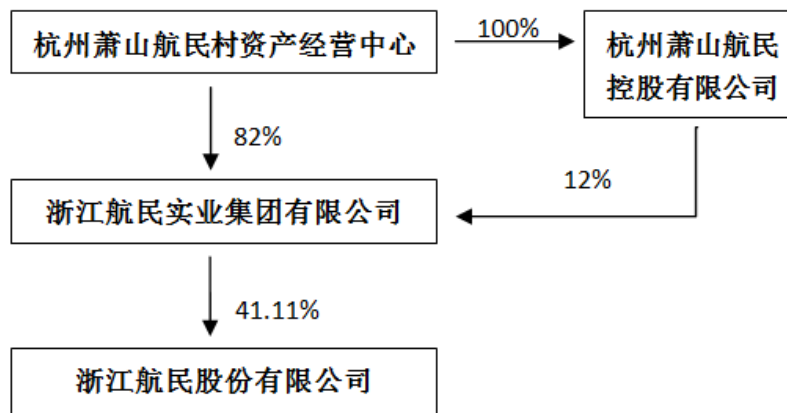 杭州萧山航民村资产经营中心
100%
杭州萧山航民
控股有限公司
82%
12%
浙江航民实业集团有限公司
41.11%
浙江航民股份有限公司